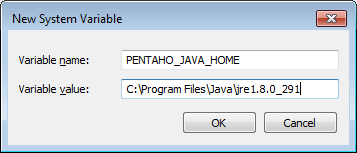 New System Variable
Variable name: PENTAHO_JAVA_HOME
Variable value: C:\Program Files\Java\jre1.8.0_291
OK Cancel